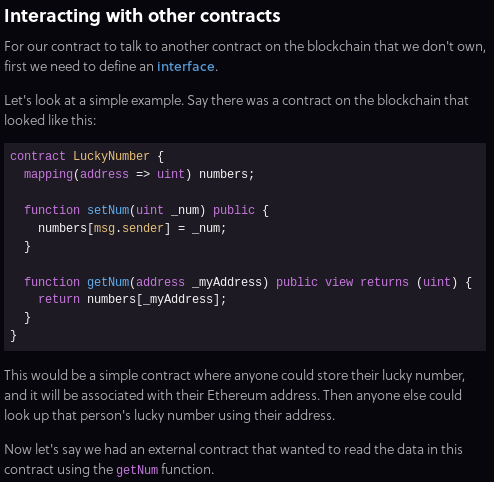 Interacting with other contracts
For our contract to talk to another contract on the blockchain that we don't own,
first we need to define an interface.
Let's look at a simple example. Say there was a contract on the blockchain that
looked like this:
contract LuckyNumber {
  mapping(address => uint) numbers;
  function setNum(uint _num) public {
    numbers[msg.sender] = _num;
  }
  function getNum(address _myAddress) public view returns (uint) {
    return numbers[_myAddress];
  }
}
This would be a simple contract where anyone could store their lucky number,
and it will be associated with their Ethereum address. Then anyone else could
look up that person's lucky number using their address.
Now let's say we had an external contract that wanted to read the data in this
contract using the getNum function.